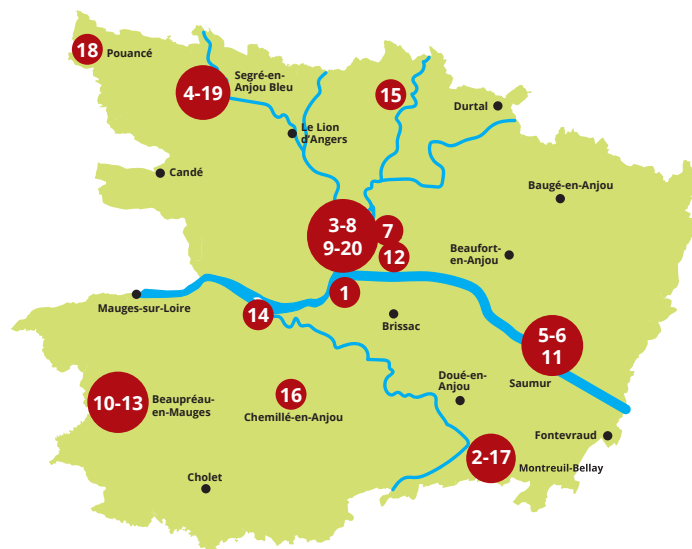 18
Pouancé
4-19
Segré-en-
Anjou Bleu
15
Durtal
Le Lion
d'Angers
Candé
Baugé-en-Anjou
3-8
9-20
7
12
Beaufort-
en-Anjou
Mauges-sur-Loire
1
14
Brissac
5-6
11
Saumur
10-13
Beaupréau-
en-Mauges
16
Chemillé-en-Anjou
Doué-en-
Anjou
Fontevraud
2-17
Montreuil-Bellay
Cholet